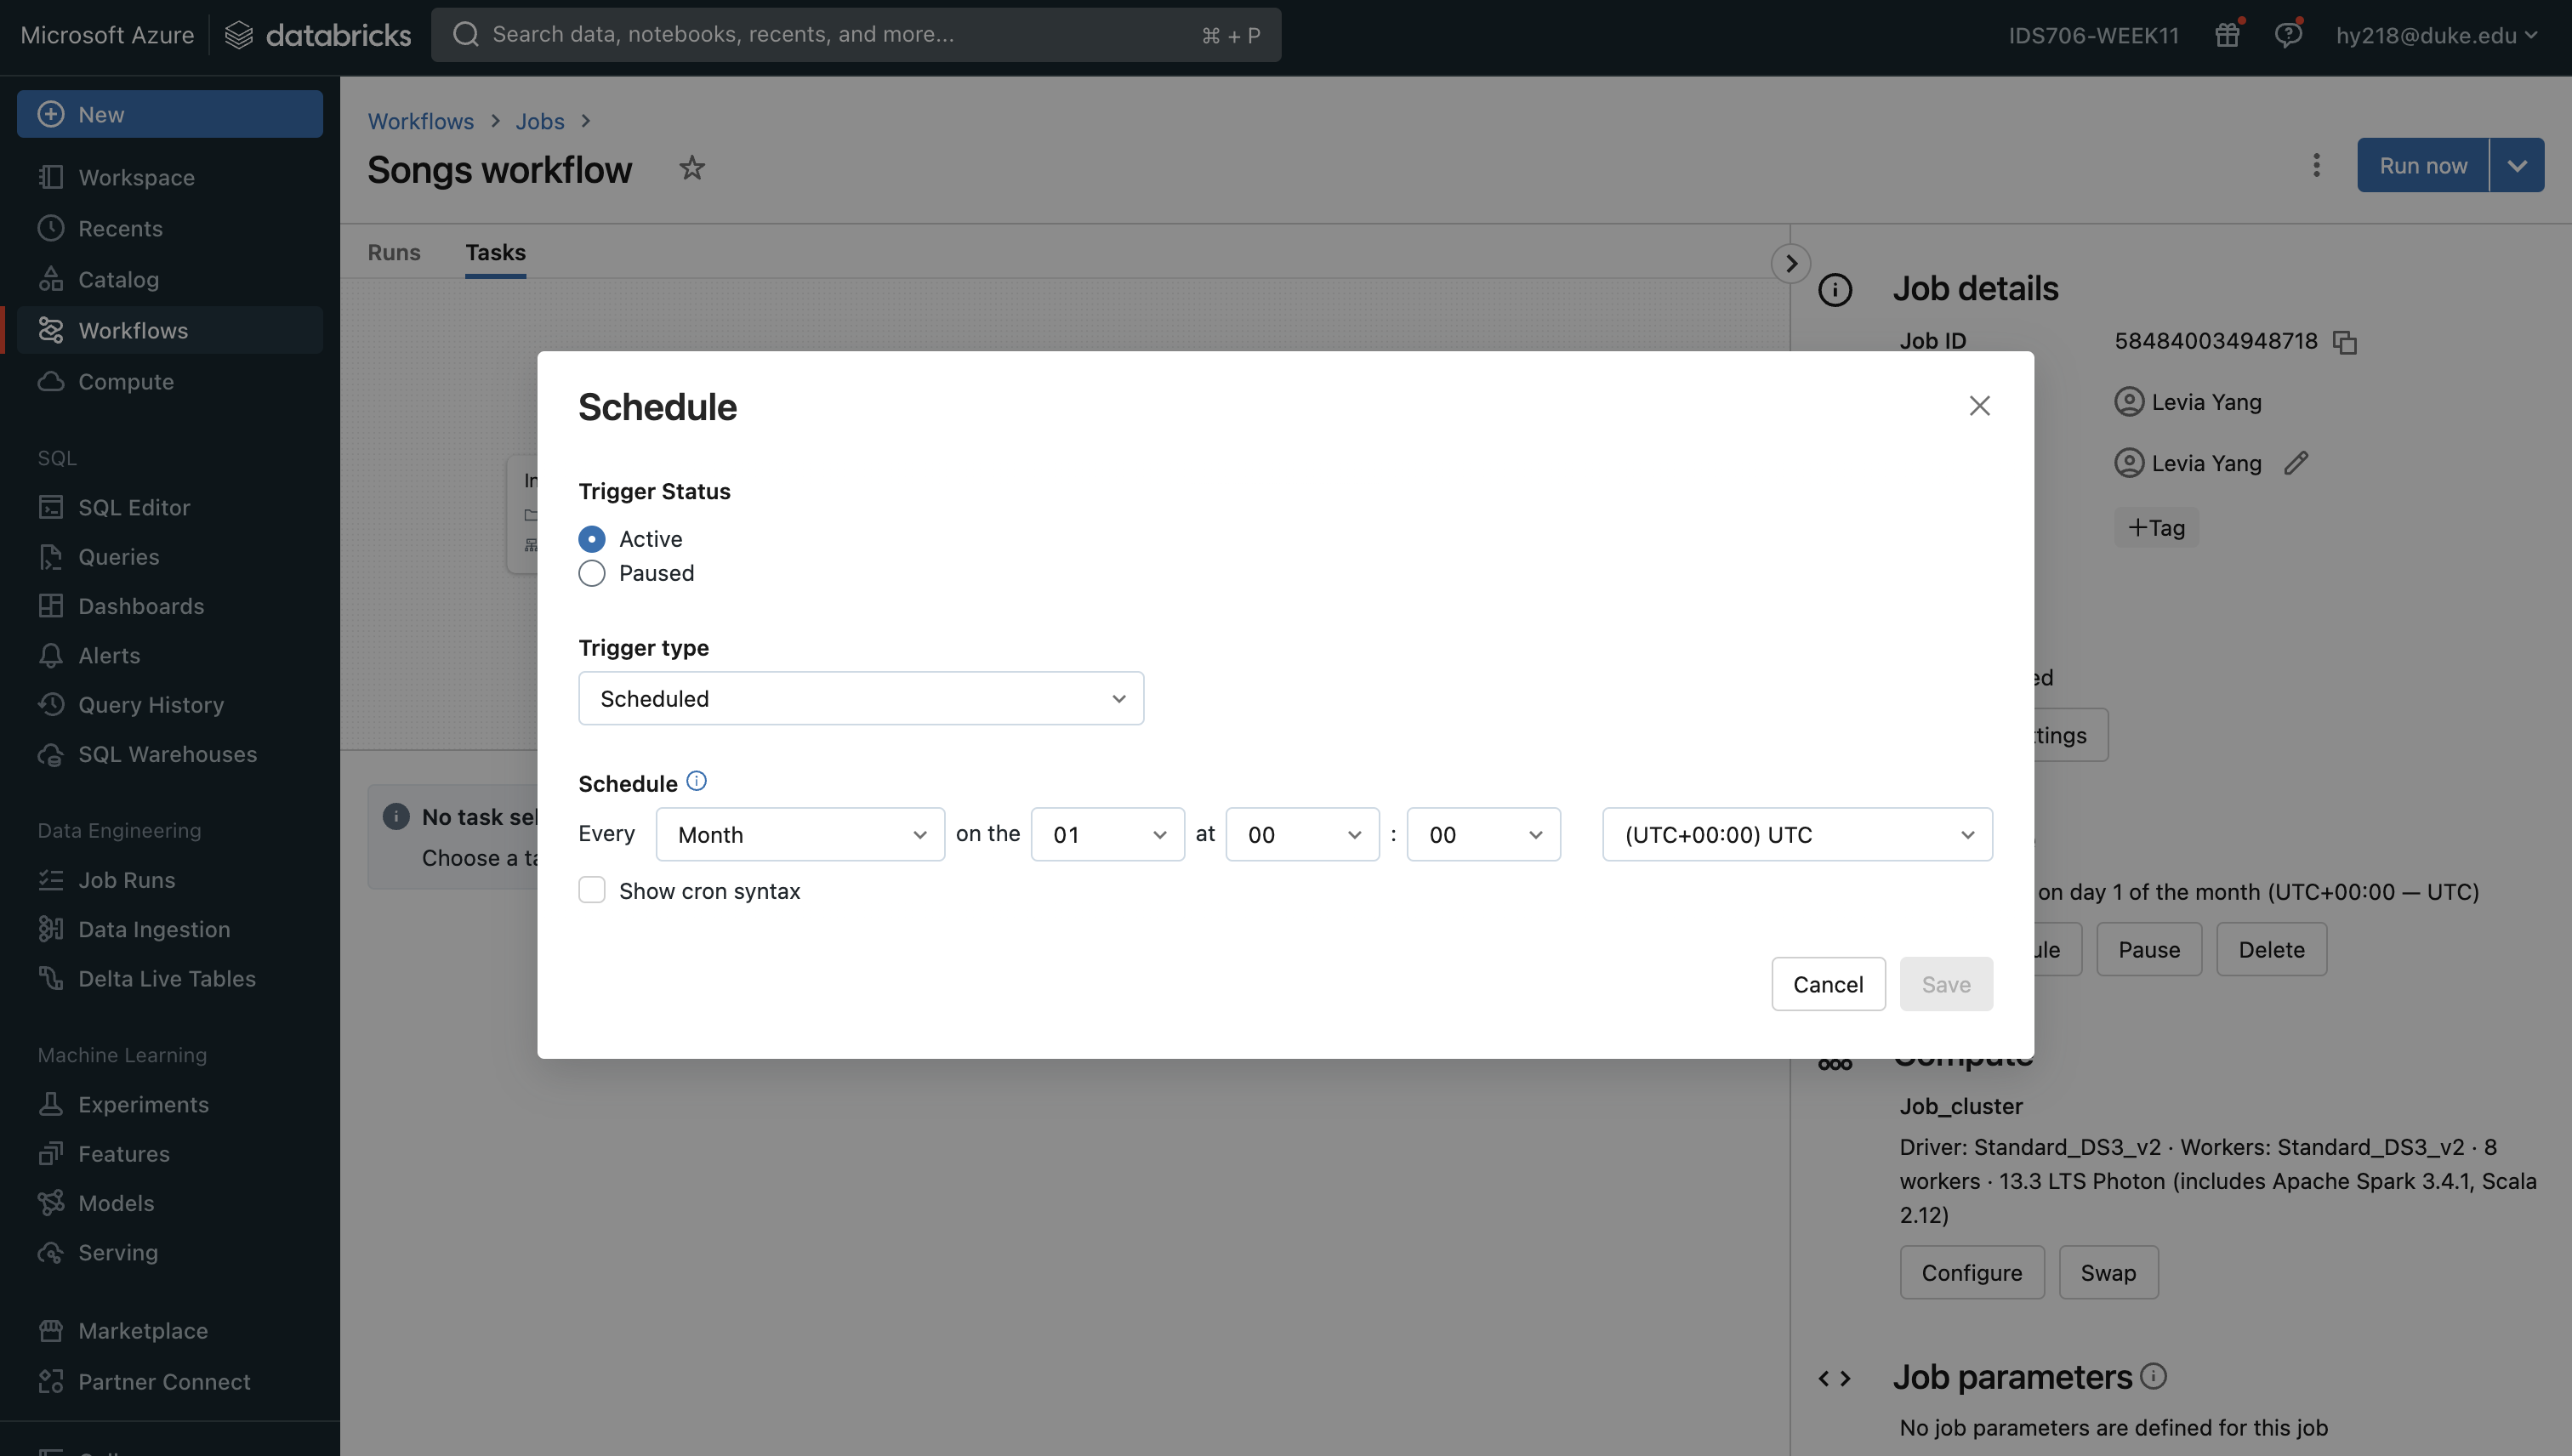 Microsoft Azure databricks Search data, notebooks, recents, and more... ⌘ + P IDS706-WEEK11 hy218@duke.edu
New
Workspace
Recents
Catalog
Workflows
Compute
SQL
SQL Editor
Queries
Dashboards
Alerts
Query History
SQL Warehouses
Data Engineering
Job Runs
Data Ingestion
Delta Live Tables
Machine Learning
Experiments
Features
Models
Serving
Marketplace
Partner Connect
Workflows > Jobs >
Songs workflow
Run now
Runs Tasks
In
No task sel
Choose a ta
Schedule
Trigger Status
Active
Paused
Trigger type
Scheduled
Schedule
Every Month on the 01 at 00 : 00 (UTC+00:00) UTC
Show cron syntax
Cancel Save
Job details
Job ID 584840034948718
Levia Yang
Levia Yang
+Tag
ed
ttings
on day 1 of the month (UTC+00:00 — UTC)
ule Pause Delete
Compute
Job_cluster
Driver: Standard_DS3_v2 · Workers: Standard_DS3_v2 · 8
workers · 13.3 LTS Photon (includes Apache Spark 3.4.1, Scala
2.12)
Configure Swap
Job parameters
No job parameters are defined for this job